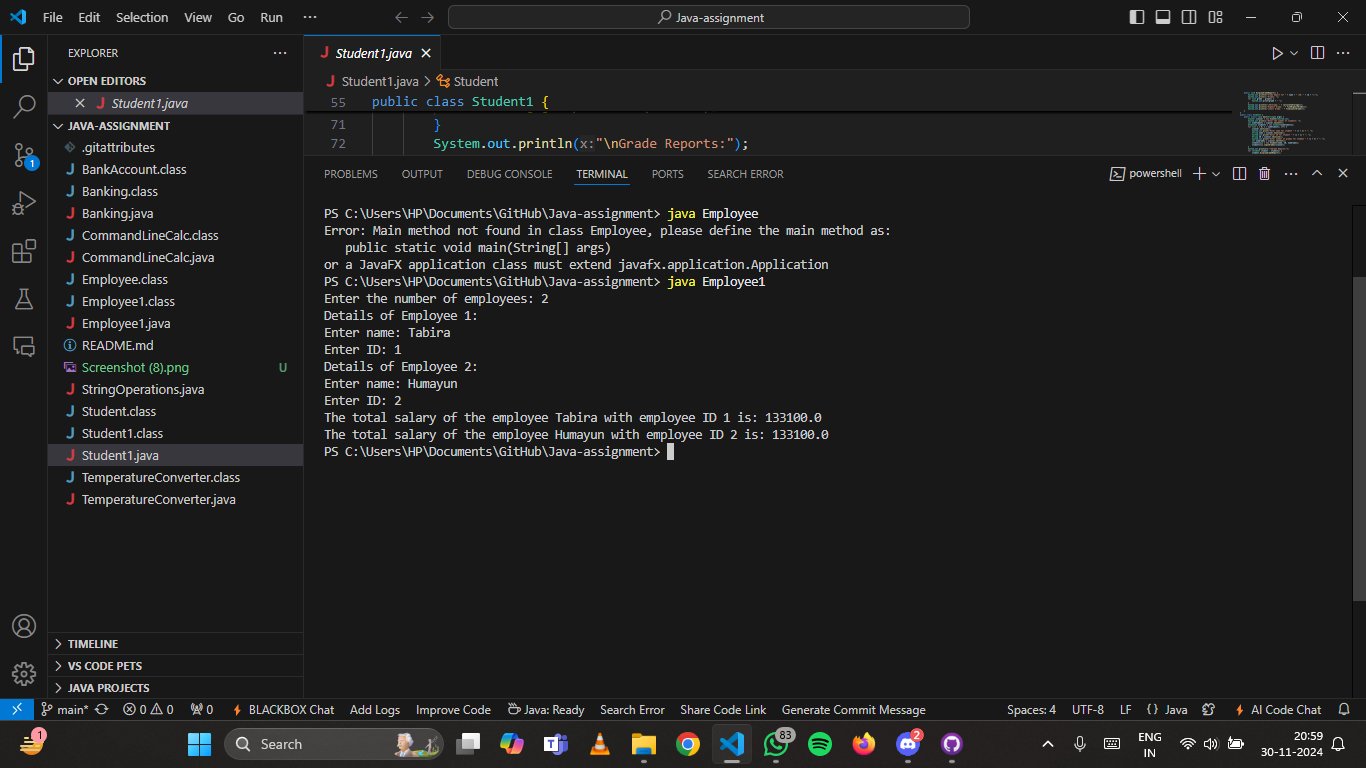 File Edit Selection View Go Run ··· Java-assignment
EXPLORER ···
OPEN EDITORS
Student1.java
JAVA-ASSIGNMENT
.gitattributes
BankAccount.class
Banking.class
Banking.java
CommandLineCalc.class
CommandLineCalc.java
Employee.class
Employee1.class
Employee1.java
README.md
Screenshot (8).png U
StringOperations.java
Student.class
Student1.class
Student1.java
TemperatureConverter.class
TemperatureConverter.java
TIMELINE
VS CODE PETS
JAVA PROJECTS
1
J Student1.java
J Student1.java > Student
55 public class Student1 {
71 }
72 System.out.println(x:"\nGrade Reports:");
PROBLEMS OUTPUT DEBUG CONSOLE TERMINAL PORTS SEARCH ERROR powershell
PS C:\Users\HP\Documents\GitHub\Java-assignment> java Employee
Error: Main method not found in class Employee, please define the main method as:
public static void main(String[] args)
or a JavaFX application class must extend javafx.application.Application
PS C:\Users\HP\Documents\GitHub\Java-assignment> java Employee1
Enter the number of employees: 2
Details of Employee 1:
Enter name: Tabira
Enter ID: 1
Details of Employee 2:
Enter name: Humayun
Enter ID: 2
The total salary of the employee Tabira with employee ID 1 is: 133100.0
The total salary of the employee Humayun with employee ID 2 is: 133100.0
PS C:\Users\HP\Documents\GitHub\Java-assignment>
main* 0 0 0 BLACKBOX Chat Add Logs Improve Code Java: Ready Search Error Share Code Link Generate Commit Message Spaces: 4 UTF-8 LF {} Java AI Code Chat
1 Search 83 2 ENG 20:59
IN 30-11-2024